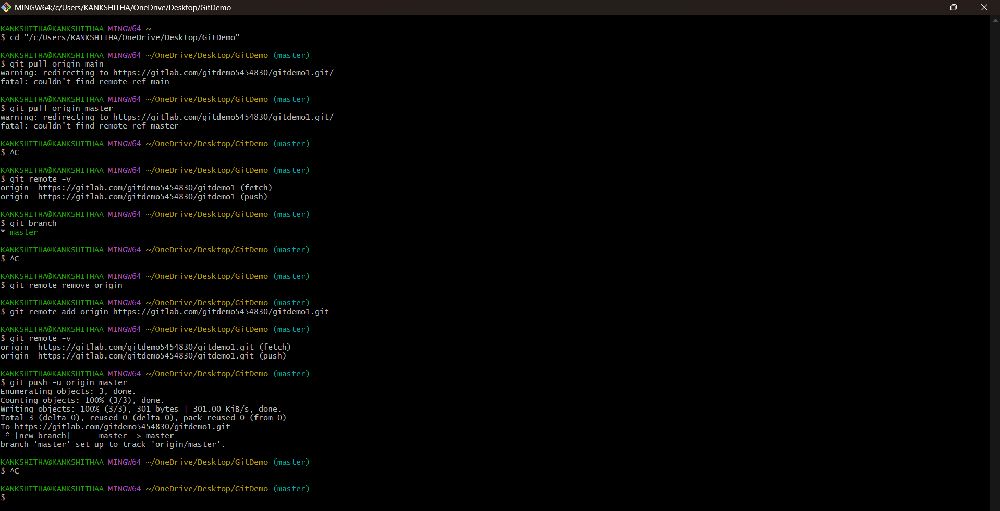 MINGW64:/c/Users/KANKSHITHA/OneDrive/Desktop/GitDemo
KANKSHITHA@KANKSHITHAA MINGW64 ~
$ cd "/c/Users/KANKSHITHA/OneDrive/Desktop/GitDemo"
KANKSHITHA@KANKSHITHAA MINGW64 ~/OneDrive/Desktop/GitDemo (master)
$ git pull origin main
warning: redirecting to https://gitlab.com/gitdemo5454830/gitdemo1.git/
fatal: couldn't find remote ref main
KANKSHITHA@KANKSHITHAA MINGW64 ~/OneDrive/Desktop/GitDemo (master)
$ git pull origin master
warning: redirecting to https://gitlab.com/gitdemo5454830/gitdemo1.git/
fatal: couldn't find remote ref master
KANKSHITHA@KANKSHITHAA MINGW64 ~/OneDrive/Desktop/GitDemo (master)
$ ^C
KANKSHITHA@KANKSHITHAA MINGW64 ~/OneDrive/Desktop/GitDemo (master)
$ git remote -v
origin  https://gitlab.com/gitdemo5454830/gitdemo1 (fetch)
origin  https://gitlab.com/gitdemo5454830/gitdemo1 (push)
KANKSHITHA@KANKSHITHAA MINGW64 ~/OneDrive/Desktop/GitDemo (master)
$ git branch
* master
KANKSHITHA@KANKSHITHAA MINGW64 ~/OneDrive/Desktop/GitDemo (master)
$ ^C
KANKSHITHA@KANKSHITHAA MINGW64 ~/OneDrive/Desktop/GitDemo (master)
$ git remote remove origin
KANKSHITHA@KANKSHITHAA MINGW64 ~/OneDrive/Desktop/GitDemo (master)
$ git remote add origin https://gitlab.com/gitdemo5454830/gitdemo1.git
KANKSHITHA@KANKSHITHAA MINGW64 ~/OneDrive/Desktop/GitDemo (master)
$ git remote -v
origin  https://gitlab.com/gitdemo5454830/gitdemo1.git (fetch)
origin  https://gitlab.com/gitdemo5454830/gitdemo1.git (push)
KANKSHITHA@KANKSHITHAA MINGW64 ~/OneDrive/Desktop/GitDemo (master)
$ git push -u origin master
Enumerating objects: 3, done.
Counting objects: 100% (3/3), done.
Writing objects: 100% (3/3), 301 bytes | 301.00 KiB/s, done.
Total 3 (delta 0), reused 0 (delta 0), pack-reused 0 (from 0)
To https://gitlab.com/gitdemo5454830/gitdemo1.git
 * [new branch]      master -> master
branch 'master' set up to track 'origin/master'.
KANKSHITHA@KANKSHITHAA MINGW64 ~/OneDrive/Desktop/GitDemo (master)
$ ^C
KANKSHITHA@KANKSHITHAA MINGW64 ~/OneDrive/Desktop/GitDemo (master)
$